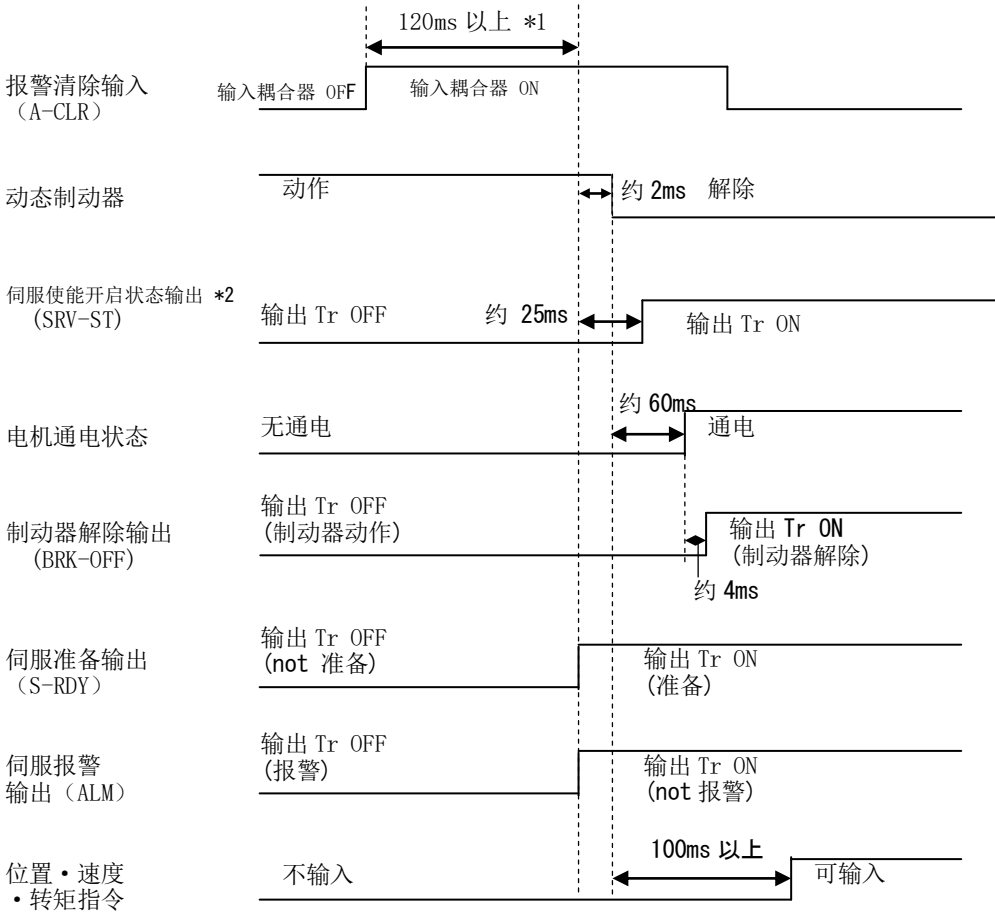 120ms 以上 *1
报警清除输入
（A-CLR）
输入耦合器 OFF
输入耦合器 ON
动态制动器
动作
约 2ms
解除
伺服使能开启状态输出 *2
(SRV-ST)
输出 Tr OFF
约 25ms
输出 Tr ON
电机通电状态
无通电
约 60ms
通电
制动器解除输出
(BRK-OFF)
输出 Tr OFF
(制动器动作)
输出 Tr ON
(制动器解除)
约 4ms
伺服准备输出
（S-RDY）
输出 Tr OFF
(not 准备)
输出 Tr ON
(准备)
伺服报警
输出（ALM）
输出 Tr OFF
(报警)
输出 Tr ON
(not 报警)
位置・速度
・转矩指令
不输入
100ms 以上
可输入